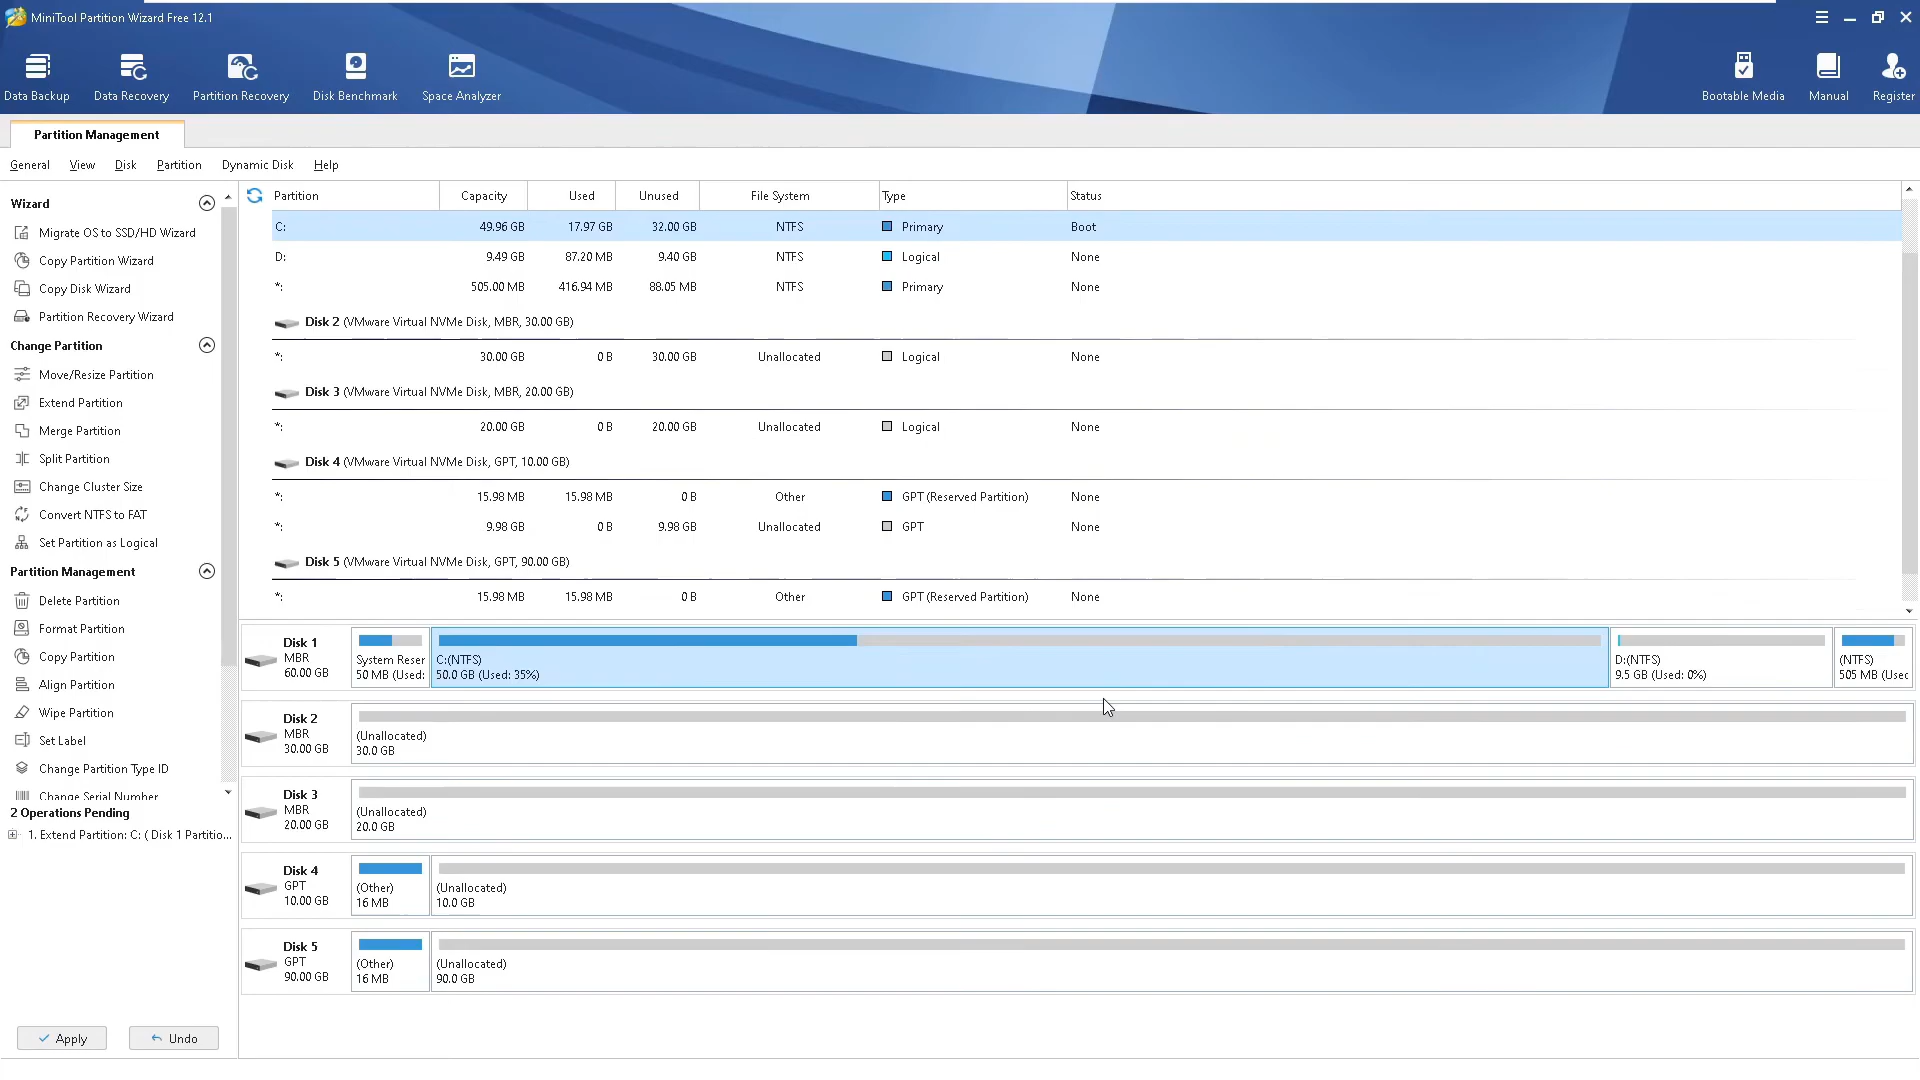 MiniTool Partition Wizard Free 12.1
Data Backup Data Recovery Partition Recovery Disk Benchmark Space Analyzer Bootable Media Manual Register
Partition Management
General View Disk Partition Dynamic Disk Help
Wizard
Migrate OS to SSD/HD Wizard
Copy Partition Wizard
Copy Disk Wizard
Partition Recovery Wizard
Change Partition
Move/Resize Partition
Extend Partition
Merge Partition
Split Partition
Change Cluster Size
Convert NTFS to FAT
Set Partition as Logical
Partition Management
Delete Partition
Format Partition
Copy Partition
Align Partition
Wipe Partition
Set Label
Change Partition Type ID
Change Serial Number
2 Operations Pending
1. Extend Partition: C: ( Disk 1 Partitio...
Apply Undo
Partition Capacity Used Unused File System Type Status
C: 49.96 GB 17.97 GB 32.00 GB NTFS Primary Boot
D: 9.49 GB 87.20 MB 9.40 GB NTFS Logical None
*: 505.00 MB 416.94 MB 88.05 MB NTFS Primary None
Disk 2 (VMware Virtual NVMe Disk, MBR, 30.00 GB)
*: 30.00 GB 0 B 30.00 GB Unallocated Logical None
Disk 3 (VMware Virtual NVMe Disk, MBR, 20.00 GB)
*: 20.00 GB 0 B 20.00 GB Unallocated Logical None
Disk 4 (VMware Virtual NVMe Disk, GPT, 10.00 GB)
*: 15.98 MB 15.98 MB 0 B Other GPT (Reserved Partition) None
*: 9.98 GB 0 B 9.98 GB Unallocated GPT None
Disk 5 (VMware Virtual NVMe Disk, GPT, 90.00 GB)
*: 15.98 MB 15.98 MB 0 B Other GPT (Reserved Partition) None
Disk 1
MBR
60.00 GB
System Reser
50 MB (Used:
C:(NTFS)
50.0 GB (Used: 35%)
D:(NTFS)
9.5 GB (Used: 0%)
(NTFS)
505 MB (Usec
Disk 2
MBR
30.00 GB
(Unallocated)
30.0 GB
Disk 3
MBR
20.00 GB
(Unallocated)
20.0 GB
Disk 4
GPT
10.00 GB
(Other)
16 MB
(Unallocated)
10.0 GB
Disk 5
GPT
90.00 GB
(Other)
16 MB
(Unallocated)
90.0 GB